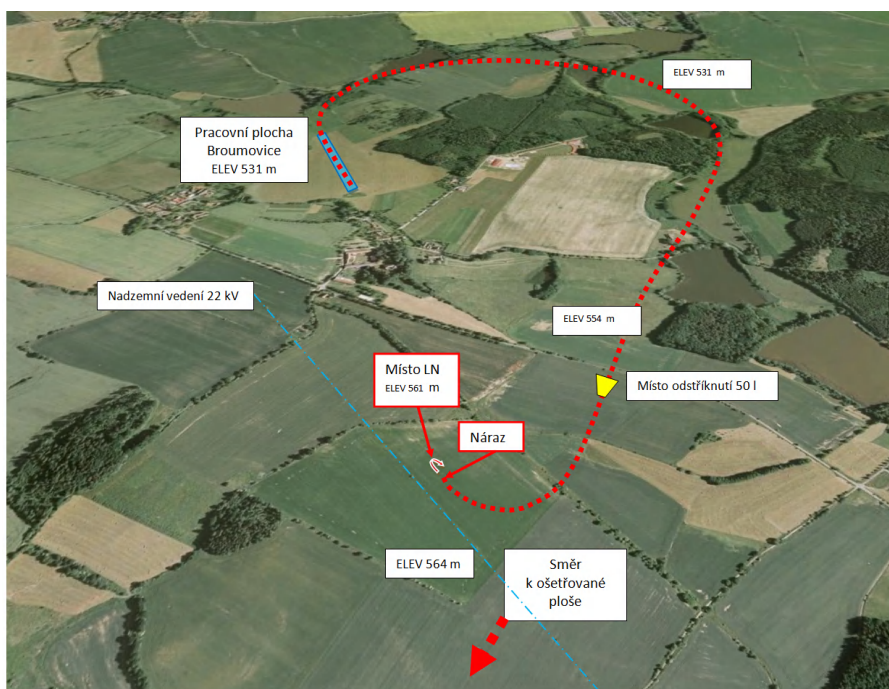 ELEV 531 m
Pracovní plocha
Broumovice
ELEV 531 m
Nadzemní vedení 22 kV
ELEV 554 m
Místo LN
ELEV 561 m
Místo odstříknutí 50 l
Náraz
ELEV 564 m
Směr
k ošetřované
ploše